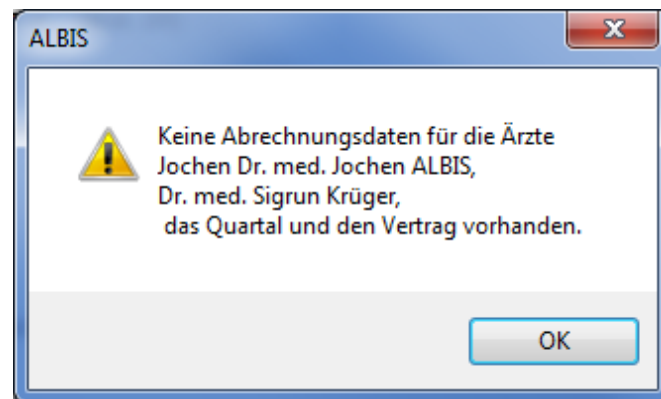 ALBIS
Keine Abrechnungsdaten für die Ärzte
Jochen Dr. med. Jochen ALBIS,
Dr. med. Sigrun Krüger,
das Quartal und den Vertrag vorhanden.
OK